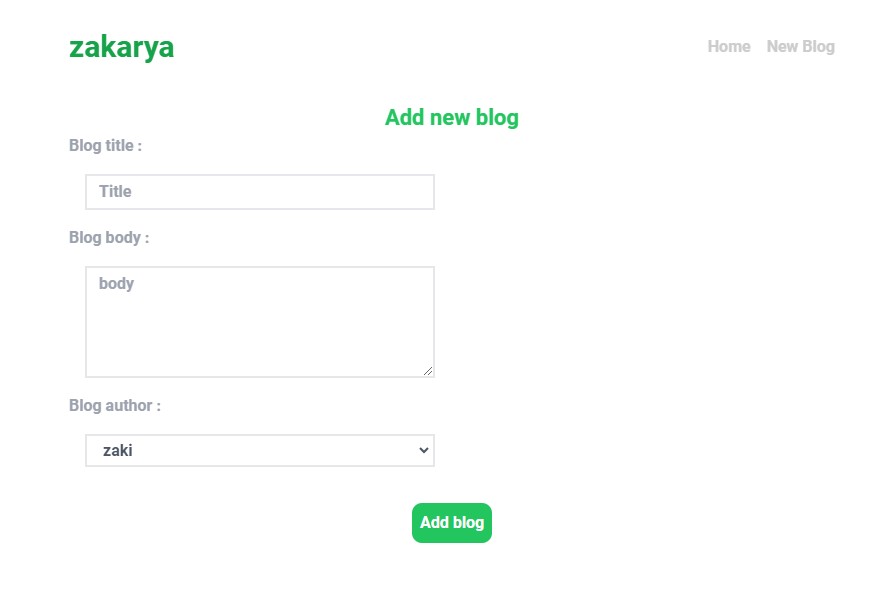 zakarya
Home New Blog
Add new blog
Blog title :
Title
Blog body :
body
Blog author :
zaki
Add blog